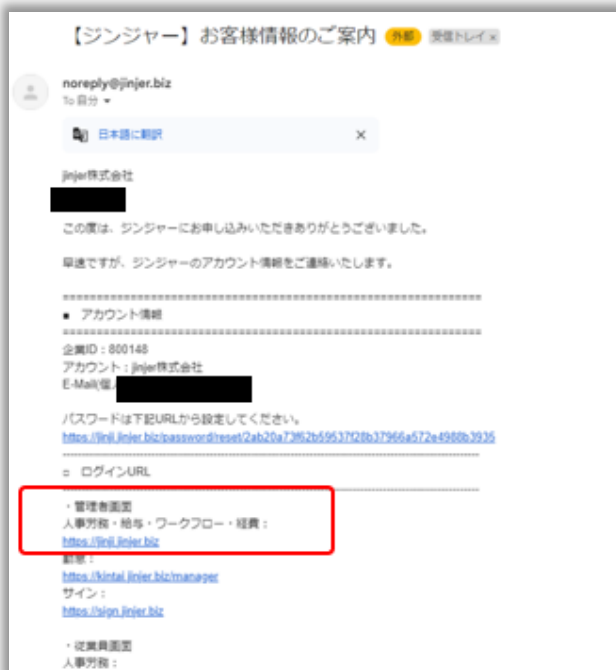 【ジンジャー】お客様情報のご案内 外部 受信トレイ ×
noreply@jinjer.biz
To 自分
日本語に翻訳 ×
jinjer株式会社
この度は、ジンジャーにお申し込みいただきありがとうございました。
早速ですが、ジンジャーのアカウント情報をご連絡いたします。
============================================================
■ アカウント情報
============================================================
企業ID：800148
アカウント：jinjer株式会社
E-Mail(個人
パスワードは下記URLから設定してください。
https://jinji.jinjer.biz/password/reset/2ab20a73f62b59537f28b37966a572e4988b3935
------------------------------------------------------------
□ ログインURL
------------------------------------------------------------
・管理者画面
人事労務・給与・ワークフロー・経費：
https://jinji.jinjer.biz
勤怠：
https://kintai.jinjer.biz/manager
サイン：
https://sign.jinjer.biz
・従業員画面
人事労務：